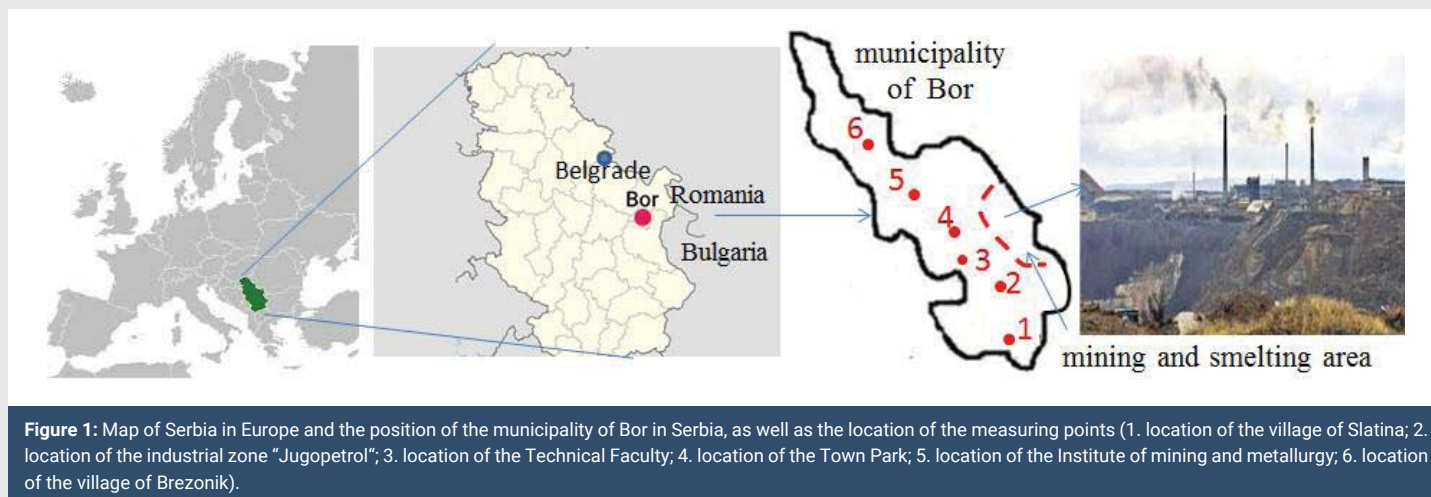 municipality
of Bor
Belgrade
Bor
Romania
Bulgaria
6
5
4
3
2
1
mining and smelting area
Figure 1: Map of Serbia in Europe and the position of the municipality of Bor in Serbia, as well as the location of the measuring points (1. location of the village of Slatina; 2.
location of the industrial zone “Jugopetrol“; 3. location of the Technical Faculty; 4. location of the Town Park; 5. location of the Institute of mining and metallurgy; 6. location
of the village of Brezonik).